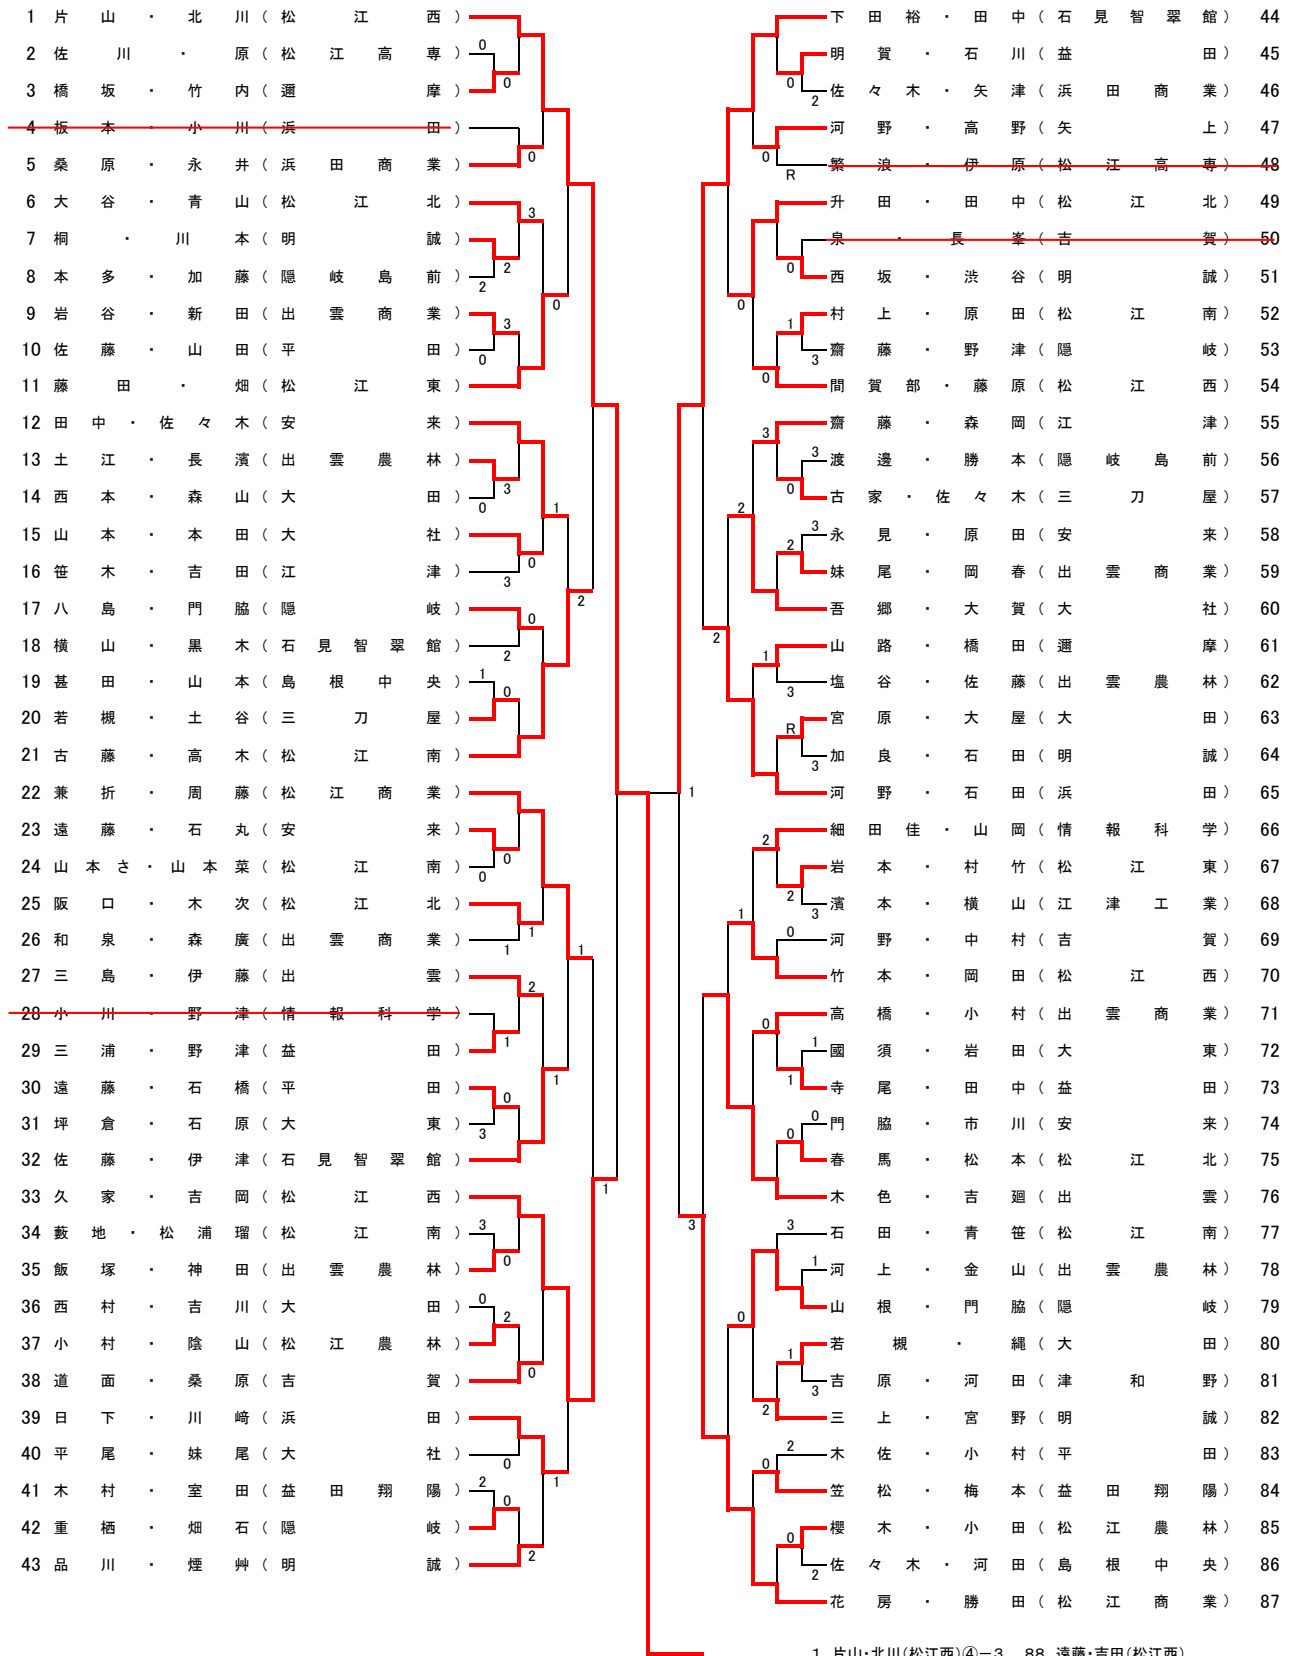 1 片山・北川(松江西)
2 佐川・原(松江高専)
3 橋坂・竹内(邇摩)
4 板本・小川(浜田)
5 桑原・永井(浜田商業)
6 大谷・青山(松江北)
7 桐・川本(明誠)
8 本多・加藤(隠岐島前)
9 岩谷・新田(出雲商業)
10 佐藤・山田(平田)
11 藤田・畑(松江東)
12 田中・佐々木(安来)
13 土江・長濱(出雲農林)
14 西本・森山(大田)
15 山本・本田(大社)
16 笹木・吉田(江津)
17 八島・門脇(隠岐)
18 横山・黒木(石見智翠館)
19 甚田・山本(島根中央)
20 若槻・土谷(三刀屋)
21 古藤・高木(松江南)
22 兼折・周藤(松江商業)
23 遠藤・石丸(安来)
24 山本さ・山本菜(松江南)
25 阪口・木次(松江北)
26 和泉・森廣(出雲商業)
27 三島・伊藤(出雲)
28 小川・野津(情報科学)
29 三浦・野津(益田)
30 遠藤・石橋(平田)
31 坪倉・石原(大東)
32 佐藤・伊津(石見智翠館)
33 久家・吉岡(松江西)
34 藪地・松浦瑠(松江南)
35 飯塚・神田(出雲農林)
36 西村・吉川(大田)
37 小村・陰山(松江農林)
38 道面・桑原(吉賀)
39 日下・川﨑(浜田)
40 平尾・妹尾(大社)
41 木村・室田(益田翔陽)
42 重栖・畑石(隠岐)
43 品川・煙艸(明誠)
下田裕・田中(石見智翠館) 44
明賀・石川(益田) 45
佐々木・矢津(浜田商業) 46
河野・高野(矢上) 47
繁浪・伊原(松江高専) 48
升田・田中(松江北) 49
泉・長峯(吉賀) 50
西坂・渋谷(明誠) 51
村上・原田(松江南) 52
齋藤・野津(隠岐) 53
間賀部・藤原(松江西) 54
齋藤・森岡(江津) 55
渡邊・勝本(隠岐島前) 56
古家・佐々木(三刀屋) 57
永見・原田(安来) 58
妹尾・岡春(出雲商業) 59
吾郷・大賀(大社) 60
山路・橋田(邇摩) 61
塩谷・佐藤(出雲農林) 62
宮原・大屋(大田) 63
加良・石田(明誠) 64
河野・石田(浜田) 65
細田佳・山岡(情報科学) 66
岩本・村竹(松江東) 67
濱本・横山(江津工業) 68
河野・中村(吉賀) 69
竹本・岡田(松江西) 70
高橋・小村(出雲商業) 71
國須・岩田(大東) 72
寺尾・田中(益田) 73
門脇・市川(安来) 74
春馬・松本(松江北) 75
木色・吉廻(出雲) 76
石田・青笹(松江南) 77
河上・金山(出雲農林) 78
山根・門脇(隠岐) 79
若槻・縄(大田) 80
吉原・河田(津和野) 81
三上・宮野(明誠) 82
木佐・小村(平田) 83
笠松・梅本(益田翔陽) 84
櫻木・小田(松江農林) 85
佐々木・河田(島根中央) 86
花房・勝田(松江商業) 87
1 片山・北川(松江西)④－3 88 遠藤・吉田(松江西)